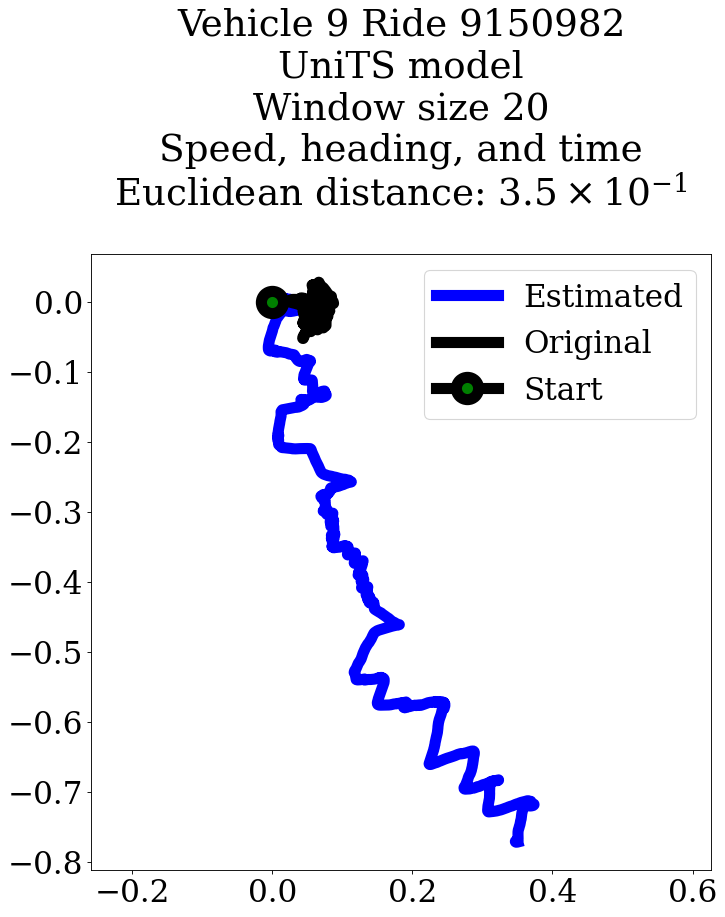 Vehicle 9 Ride 9150982
UniTS model
Window size 20
Speed, heading, and time
Euclidean distance: 3.5 × 10⁻¹
Estimated
Original
Start
0.0
−0.1
−0.2
−0.3
−0.4
−0.5
−0.6
−0.7
−0.8
−0.2 0.0 0.2 0.4 0.6